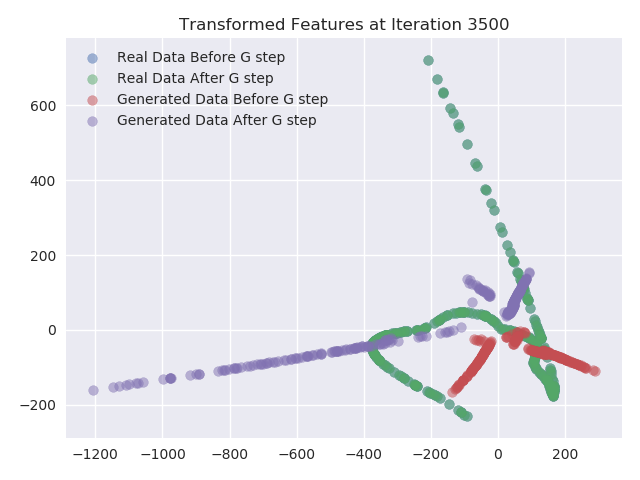 Transformed Features at Iteration 3500
Real Data Before G step
Real Data After G step
Generated Data Before G step
Generated Data After G step
600
400
200
0
−200
−1200 −1000 −800 −600 −400 −200 0 200